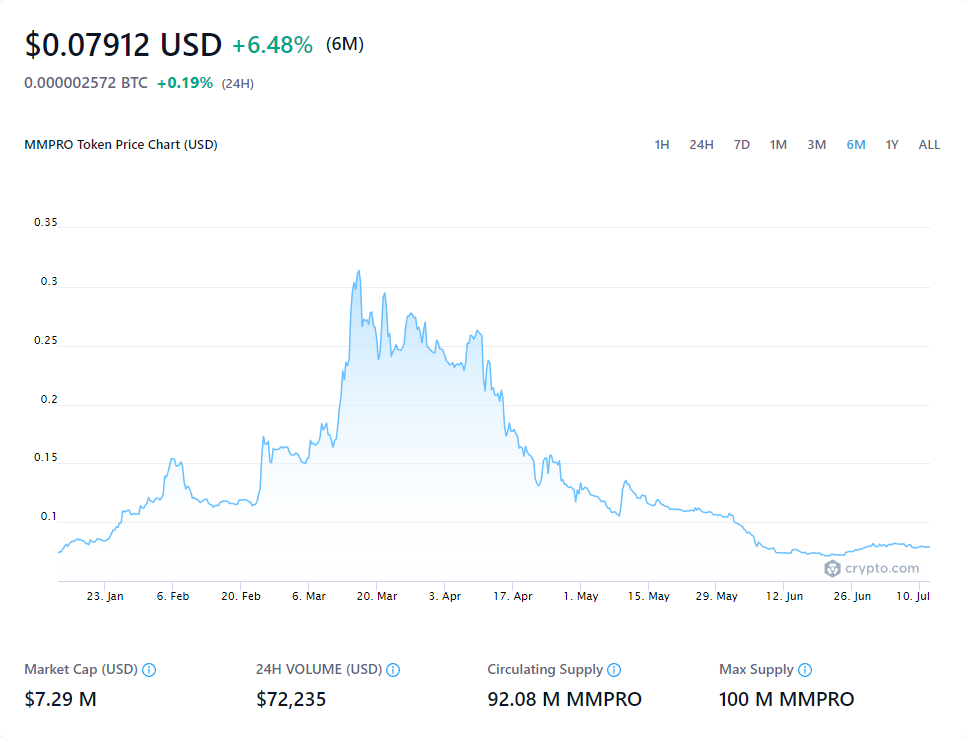 $0.07912 USD +6.48% (6M)
0.000002572 BTC +0.19% (24H)
MMPRO Token Price Chart (USD) 1H 24H 7D 1M 3M 6M 1Y ALL
0.35
0.3
0.25
0.2
0.15
0.1
crypto.com
23. Jan 6. Feb 20. Feb 6. Mar 20. Mar 3. Apr 17. Apr 1. May 15. May 29. May 12. Jun 26. Jun 10. Jul
Market Cap (USD) 24H VOLUME (USD) Circulating Supply Max Supply
$7.29 M $72,235 92.08 M MMPRO 100 M MMPRO